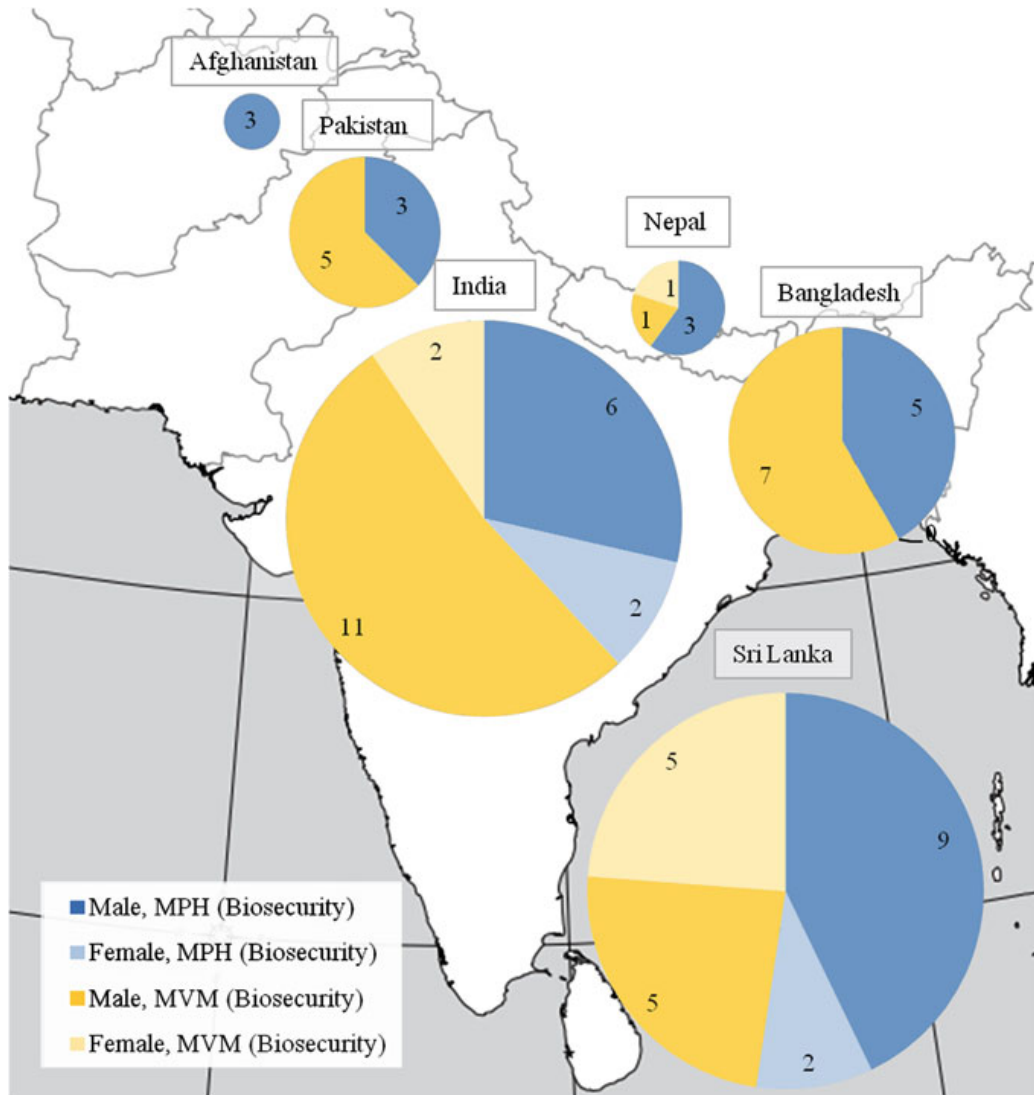 Afghanistan
3
Pakistan
3
5
Nepal
1
1
3
India
2
6
11
2
Bangladesh
5
7
0
Sri Lanka
5
9
5
2
Male, MPH (Biosecurity)
Female, MPH (Biosecurity)
Male, MVM (Biosecurity)
Female, MVM (Biosecurity)